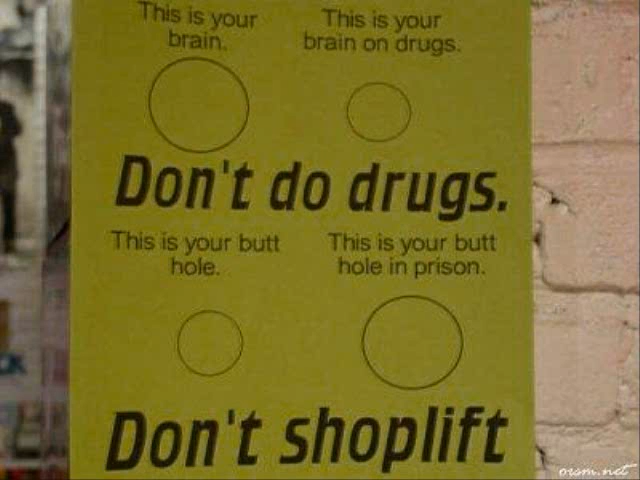 This is your
brain.
This is your
brain on drugs.
Don't do drugs.
This is your butt
hole.
This is your butt
hole in prison.
Don't shoplift
orsm.net